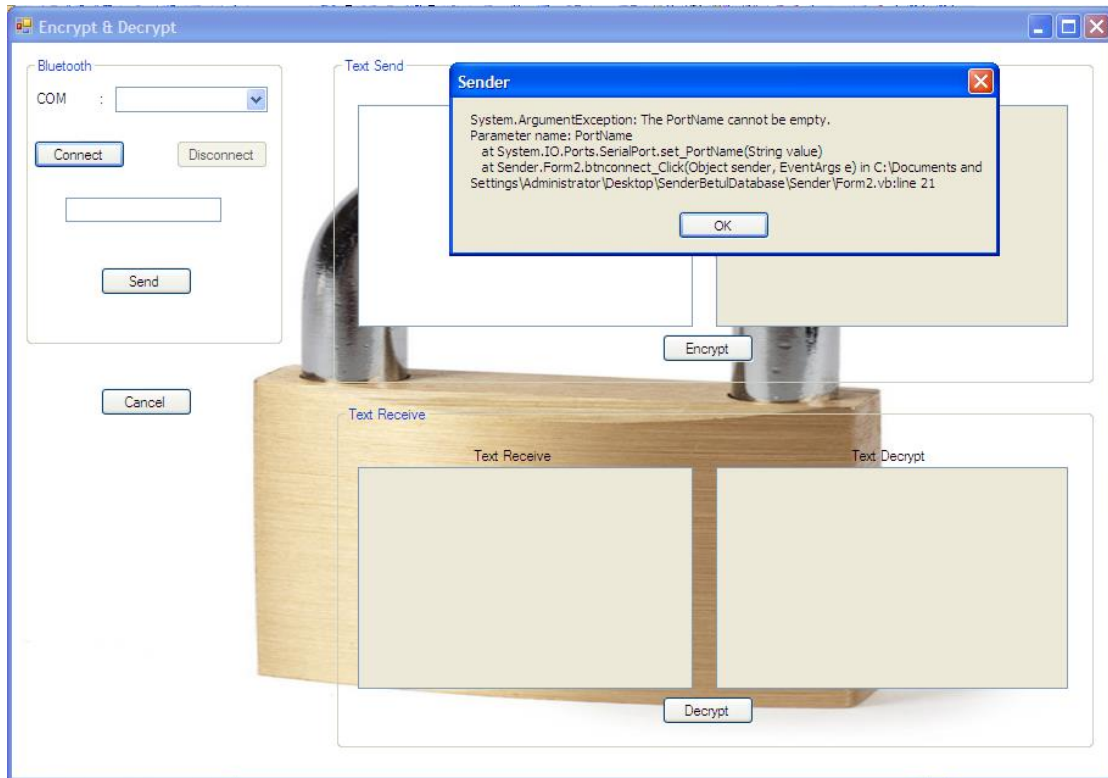 Encrypt & Decrypt
Bluetooth
COM :
Connect
Disconnect
Send
Cancel
Text Send
Sender
System.ArgumentException: The PortName cannot be empty.
Parameter name: PortName
at System.IO.Ports.SerialPort.set_PortName(String value)
at Sender.Form2.btnconnect_Click(Object sender, EventArgs e) in C:\Documents and
Settings\Administrator\Desktop\SenderBetulDatabase\Sender\Form2.vb:line 21
OK
Encrypt
Text Receive
Text Receive
Text Decrypt
Decrypt